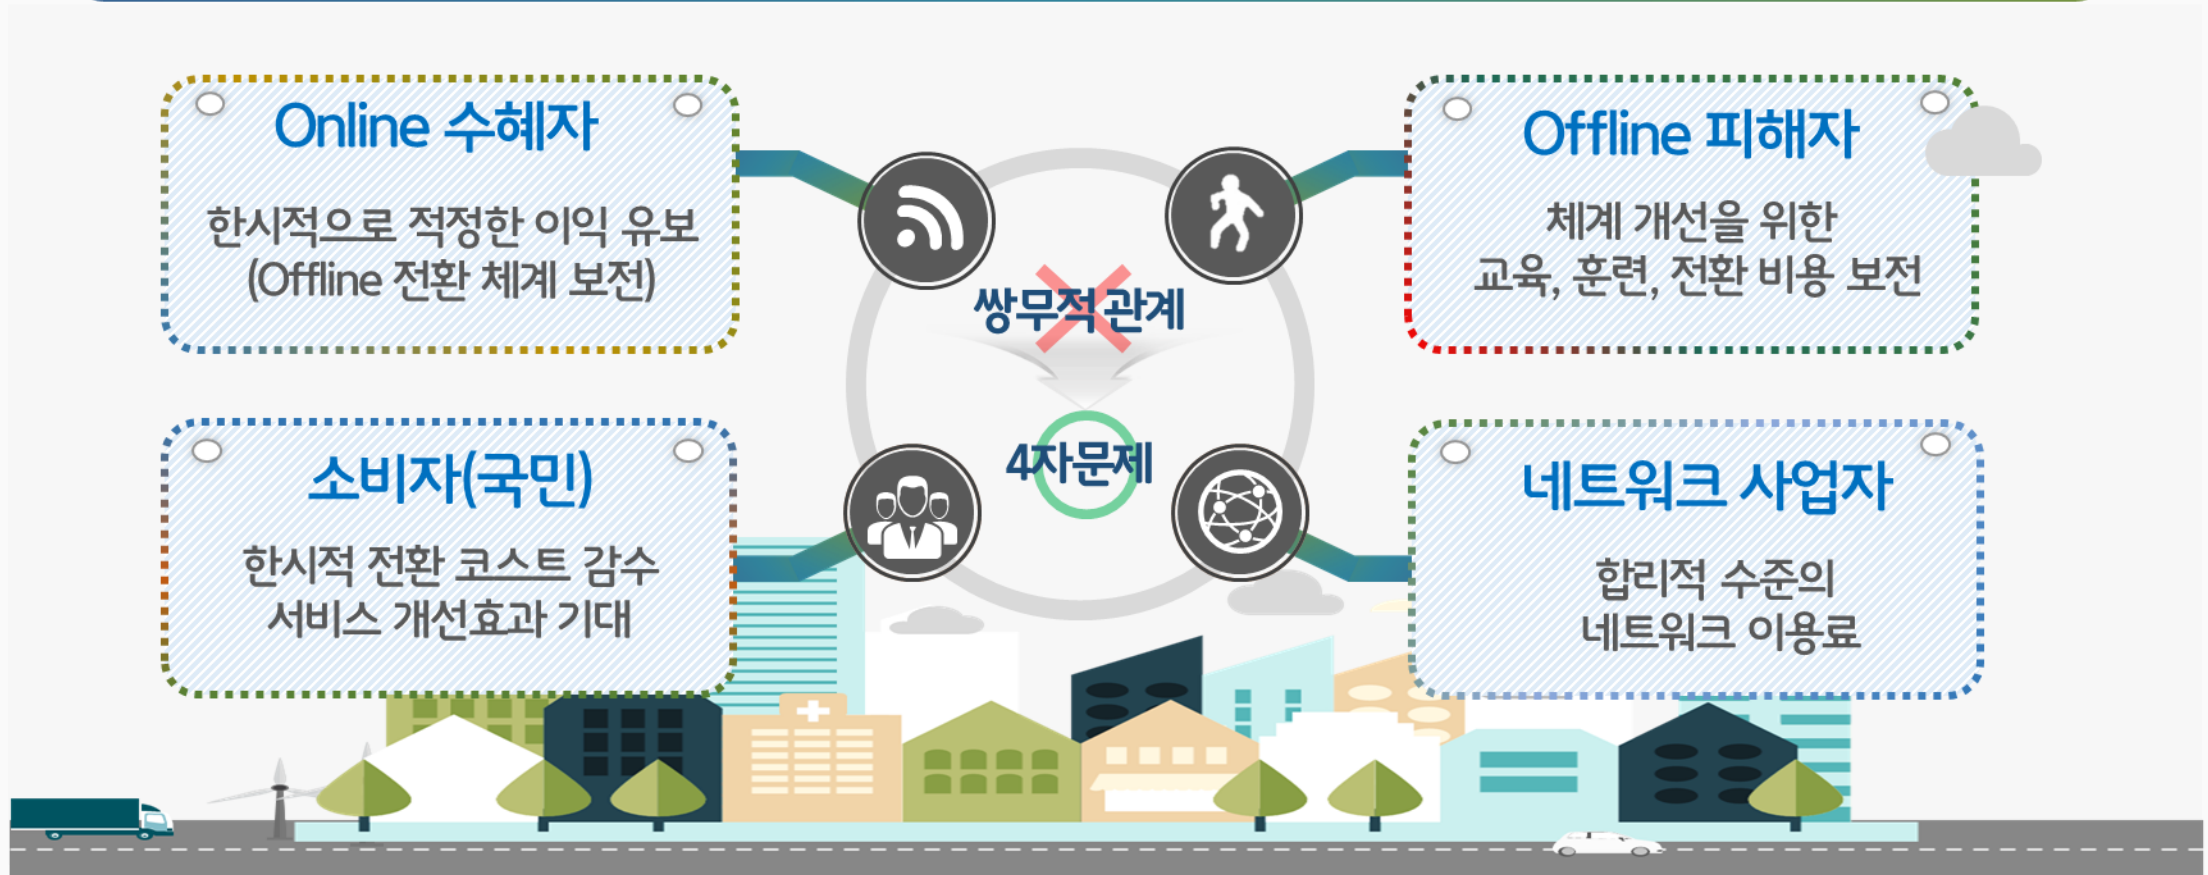 Online 수혜자
한시적으로 적정한 이익 유보
(Offline 전환 체계 보전)
Offline 피해자
체계 개선을 위한
교육, 훈련, 전환 비용 보전
쌍무적 관계
4자문제
소비자(국민)
한시적 전환 코스트 감수
서비스 개선효과 기대
네트워크 사업자
합리적 수준의
네트워크 이용료